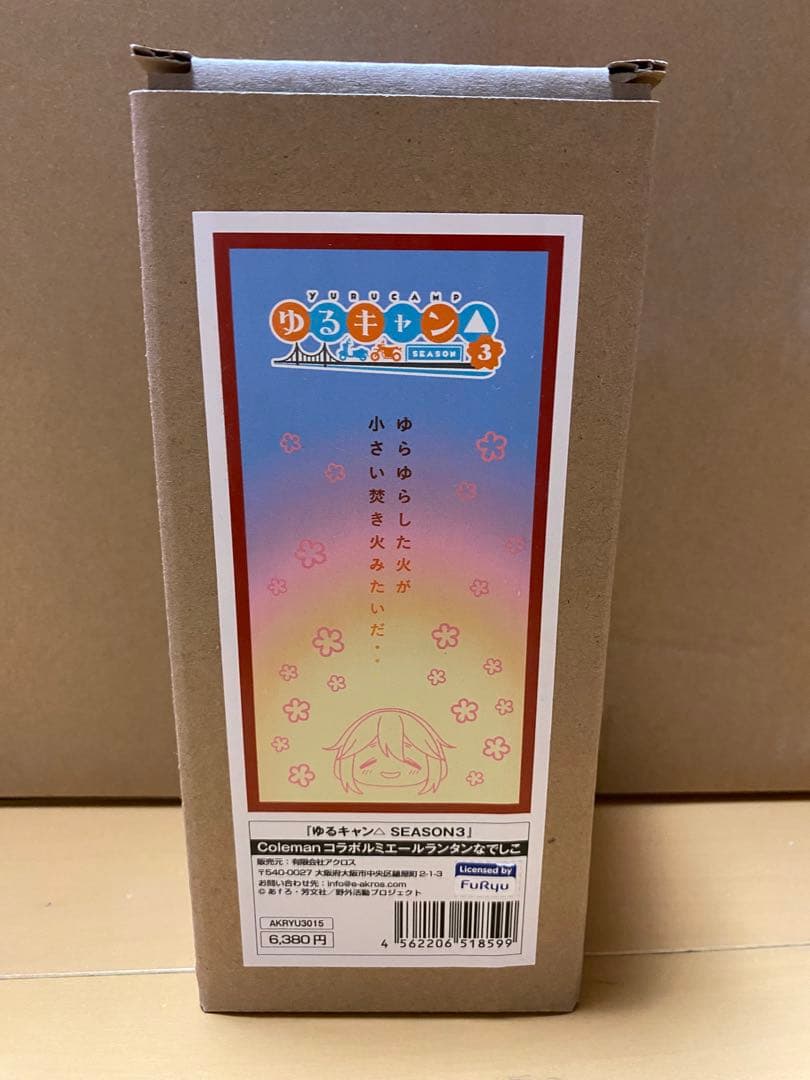 YURUCAMP
ゆるキャン△
SEASON 3
ゆらゆらした火が
小さい焚き火みたいだ・・
『ゆるキャン△ SEASON3』
Colemanコラボルミエールランタンなでしこ
販売元：有限会社アクロス
〒540-0027 大阪府大阪市中央区鎗屋町2-1-3
お問い合わせ先：info@e-akros.com
© あfろ・芳文社／野外活動プロジェクト
Licensed by
FuRyu
AKRYU3015
6,380円
4 562206 518599